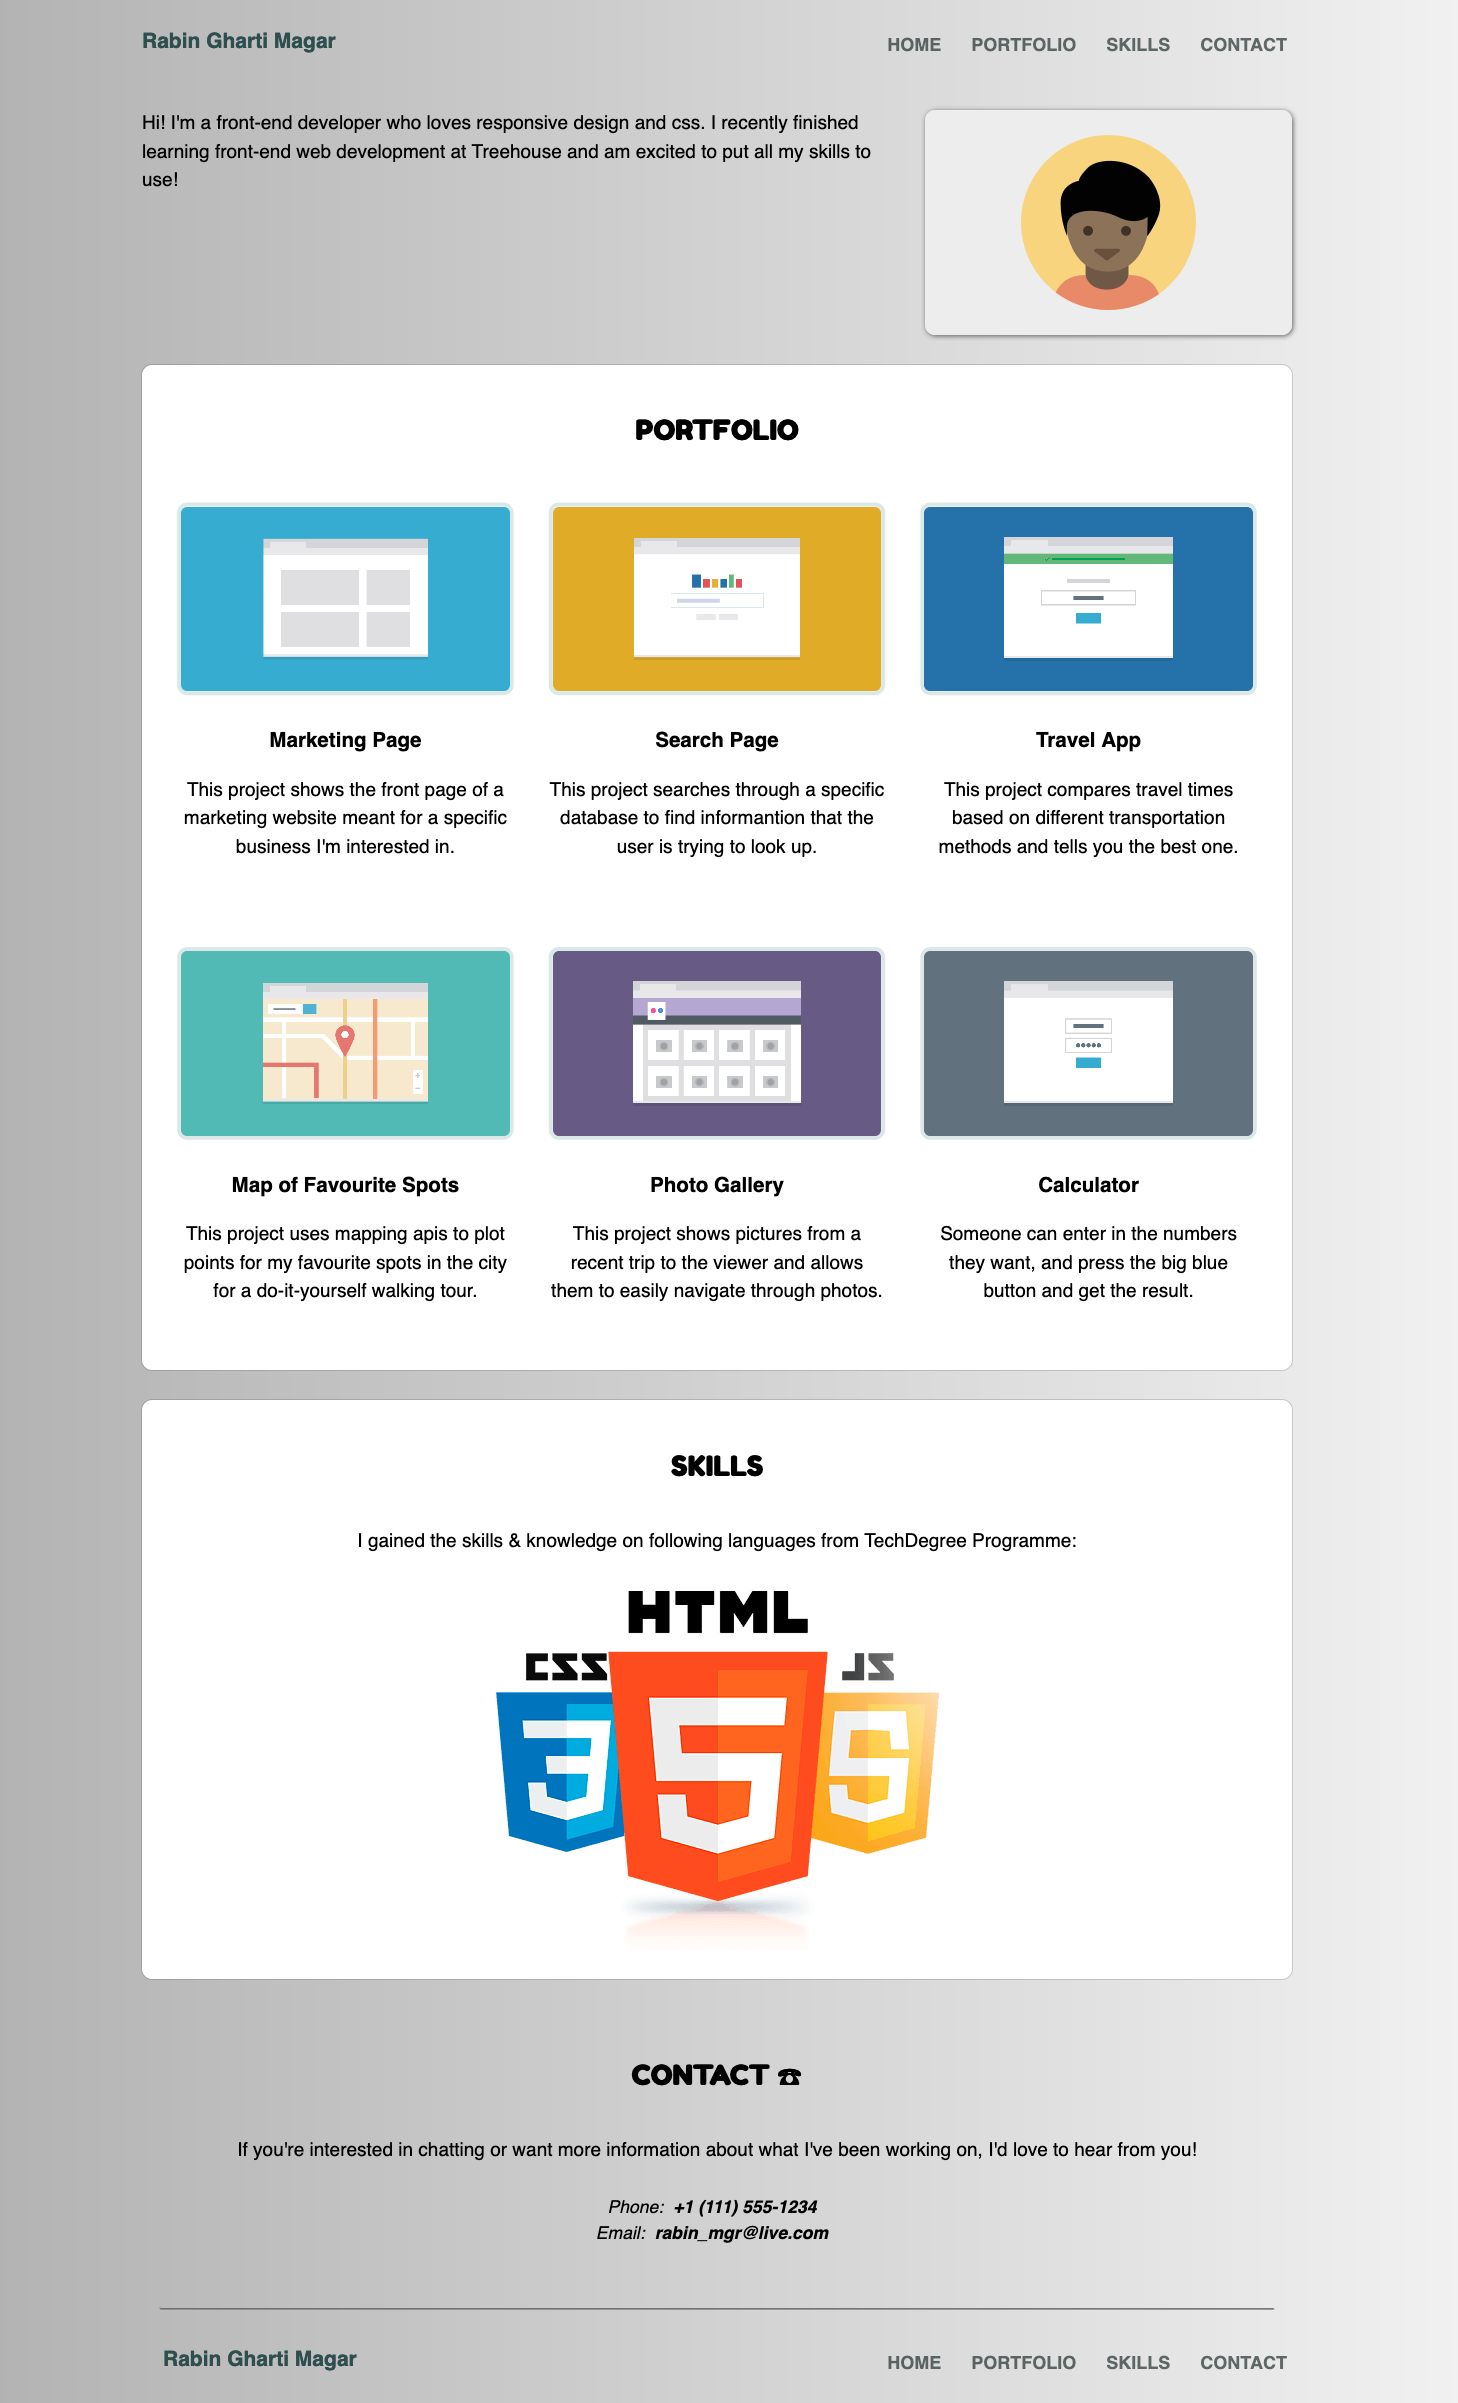 Rabin Gharti Magar
HOME PORTFOLIO SKILLS CONTACT
Hi! I'm a front-end developer who loves responsive design and css. I recently finished
learning front-end web development at Treehouse and am excited to put all my skills to
use!
PORTFOLIO
Marketing Page
This project shows the front page of a
marketing website meant for a specific
business I'm interested in.
Search Page
This project searches through a specific
database to find informantion that the
user is trying to look up.
Travel App
This project compares travel times
based on different transportation
methods and tells you the best one.
Map of Favourite Spots
This project uses mapping apis to plot
points for my favourite spots in the city
for a do-it-yourself walking tour.
Photo Gallery
This project shows pictures from a
recent trip to the viewer and allows
them to easily navigate through photos.
Calculator
Someone can enter in the numbers
they want, and press the big blue
button and get the result.
SKILLS
I gained the skills & knowledge on following languages from TechDegree Programme:
HTML
CSS
JS
3
5
5
CONTACT ☎
If you're interested in chatting or want more information about what I've been working on, I'd love to hear from you!
Phone: +1 (111) 555-1234
Email: rabin_mgr@live.com
Rabin Gharti Magar
HOME PORTFOLIO SKILLS CONTACT